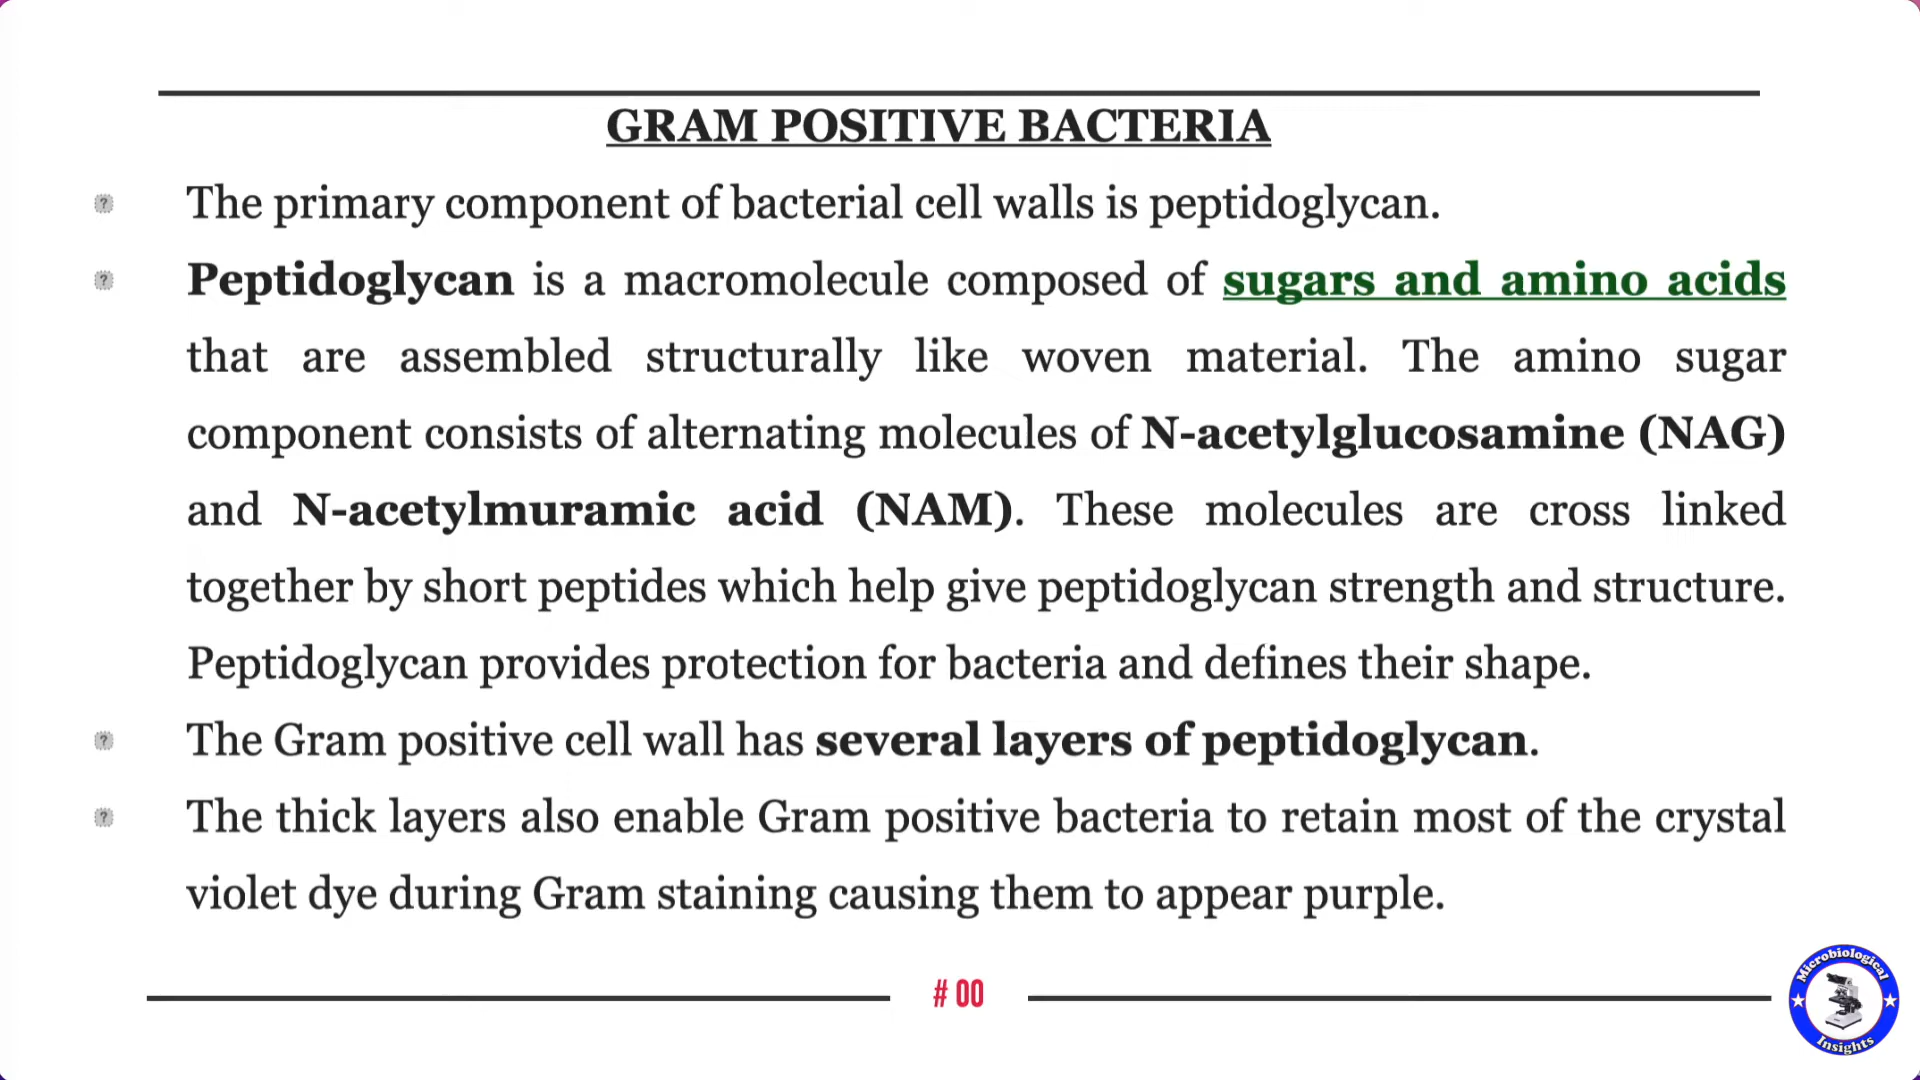 GRAM POSITIVE BACTERIA
The primary component of bacterial cell walls is peptidoglycan.
Peptidoglycan is a macromolecule composed of sugars and amino acids
that are assembled structurally like woven material. The amino sugar
component consists of alternating molecules of N-acetylglucosamine (NAG)
and N-acetylmuramic acid (NAM). These molecules are cross linked
together by short peptides which help give peptidoglycan strength and structure.
Peptidoglycan provides protection for bacteria and defines their shape.
The Gram positive cell wall has several layers of peptidoglycan.
The thick layers also enable Gram positive bacteria to retain most of the crystal
violet dye during Gram staining causing them to appear purple.
# 00
Microbiological
Insights